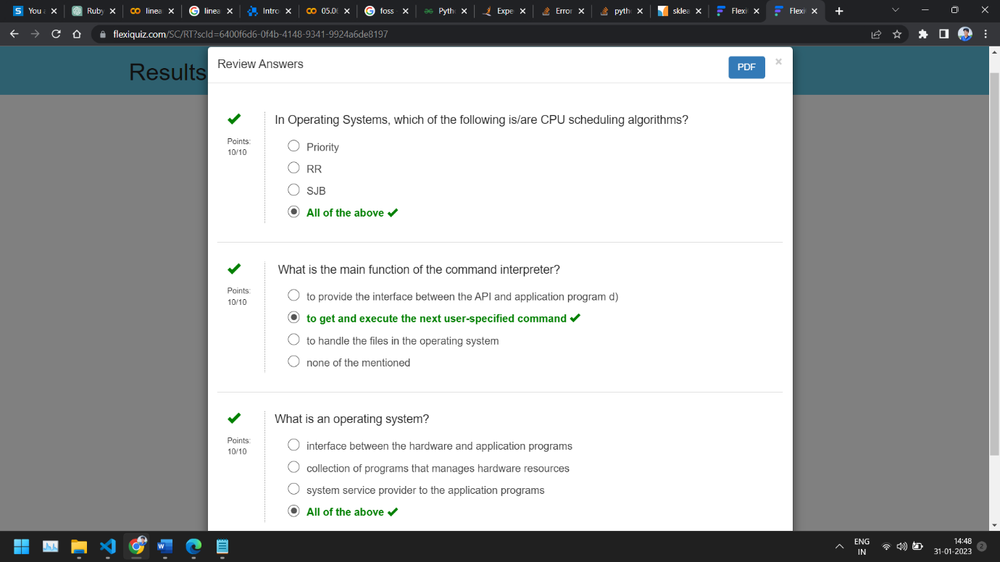 You a
Ruby
linea
linea
Intro
05.0
foss -
Pyth
Expe
Error
pyth
sklea
Flexi
Flexi
flexiquiz.com/SC/RT?scId=6400f6d6-0f4b-4148-9341-9924a6de8197
Results
Review Answers
PDF
In Operating Systems, which of the following is/are CPU scheduling algorithms?
Points:
10/10
Priority
RR
SJB
All of the above
What is the main function of the command interpreter?
Points:
10/10
to provide the interface between the API and application program d)
to get and execute the next user-specified command
to handle the files in the operating system
none of the mentioned
What is an operating system?
Points:
10/10
interface between the hardware and application programs
collection of programs that manages hardware resources
system service provider to the application programs
All of the above
ENG
IN
14:48
31-01-2023
2